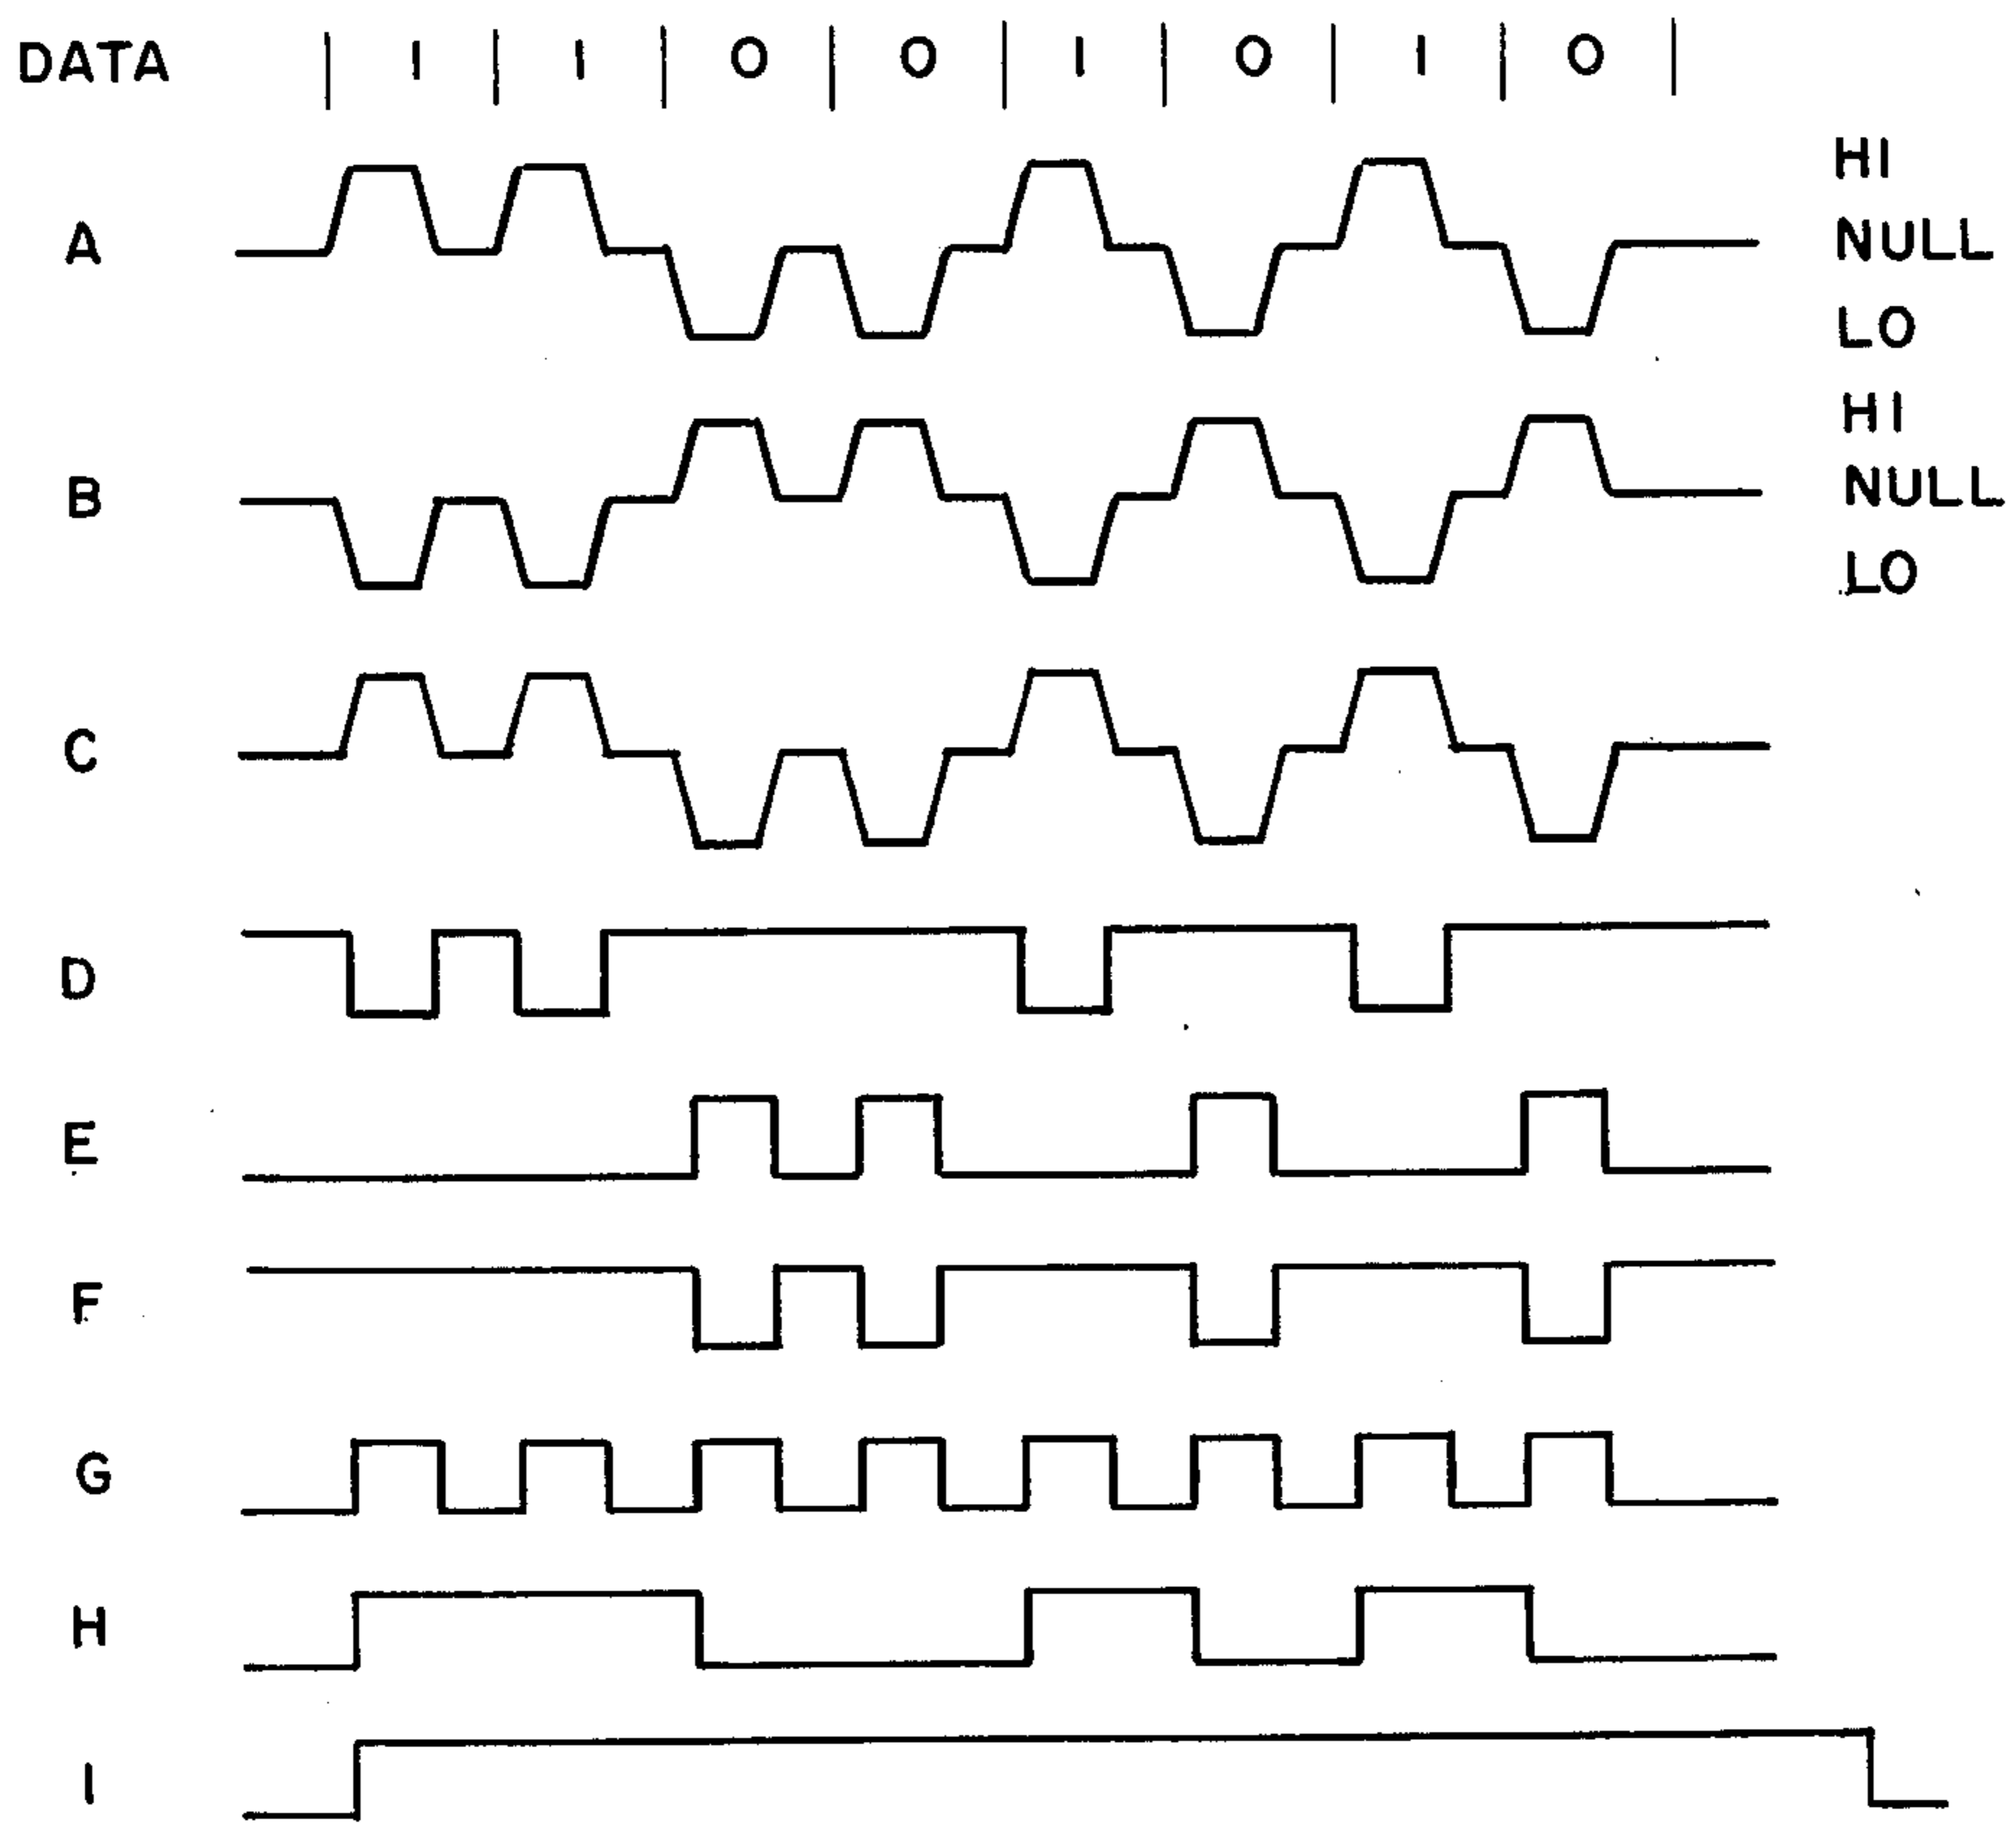 DATA | 1 | 1 | 0 | 0 | 1 | 0 | 1 | 0 |
HI
A NULL
LO
HI
B NULL
LO
C
D
E
F
G
H
I